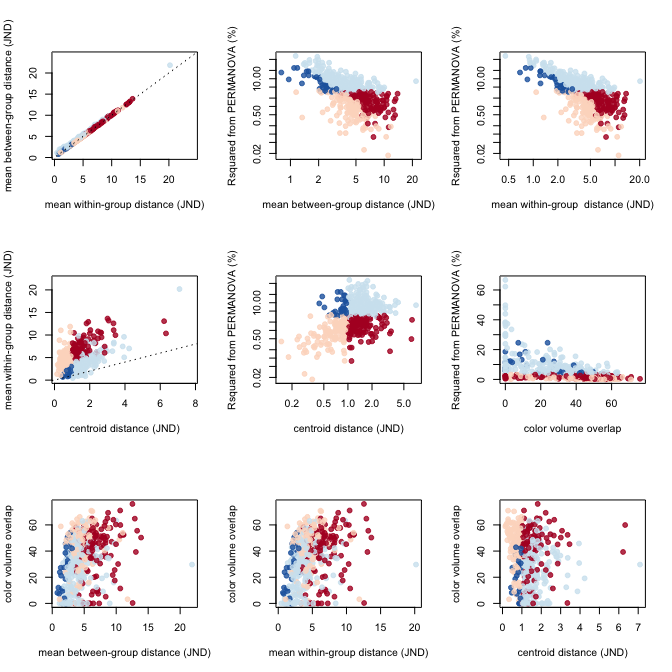 mean between-group distance (JND)
20
15
10
5
0
0 5 10 15 20
mean within-group distance (JND)
Rsquared from PERMANOVA (%)
10.00
0.50
0.02
1 2 5 10 20
mean between-group distance (JND)
Rsquared from PERMANOVA (%)
10.00
0.50
0.02
0.5 1.0 2.0 5.0 20.0
mean within-group distance (JND)
mean within-group distance (JND)
20
15
10
5
0
0 2 4 6 8
centroid distance (JND)
Rsquared from PERMANOVA (%)
10.00
0.50
0.02
0.2 0.5 1.0 2.0 5.0
centroid distance (JND)
Rsquared from PERMANOVA (%)
60
40
20
0
0 20 40 60
color volume overlap
color volume overlap
60
40
20
0
0 5 10 15 20
mean between-group distance (JND)
color volume overlap
60
40
20
0
0 5 10 15 20
mean within-group distance (JND)
color volume overlap
60
40
20
0
0 1 2 3 4 5 6 7
centroid distance (JND)